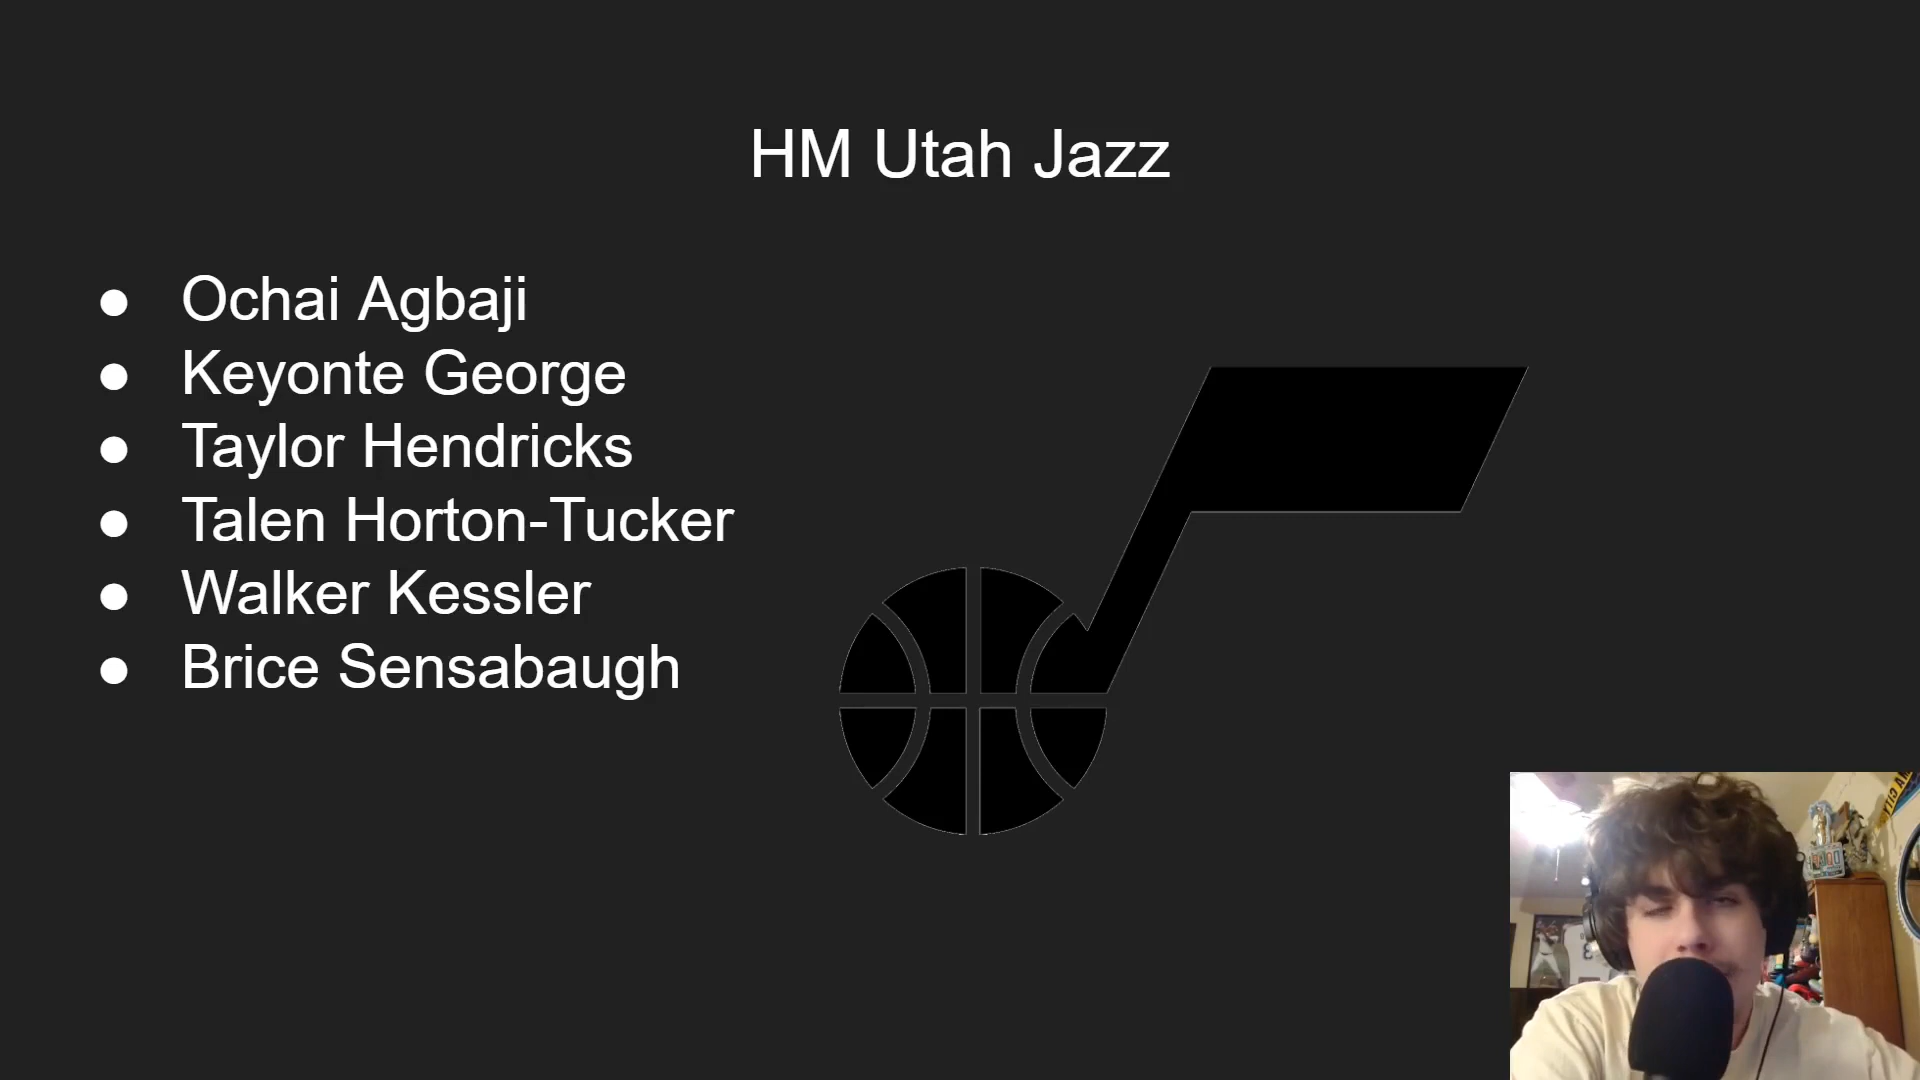 HM Utah Jazz
● Ochai Agbaji
● Keyonte George
● Taylor Hendricks
● Talen Horton-Tucker
● Walker Kessler
● Brice Sensabaugh